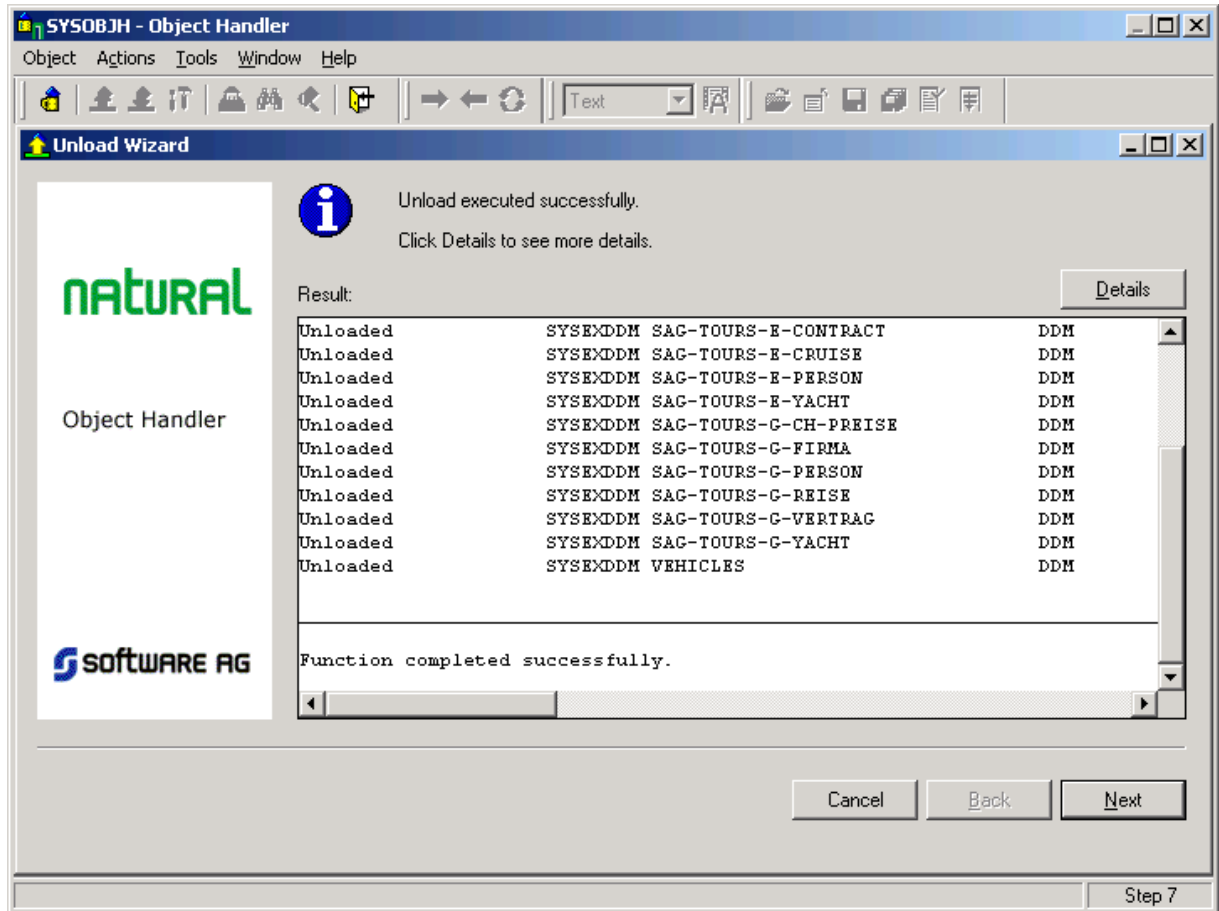 SYSOBJH - Object Handler
Object Actions Tools Window Help
Text
Unload Wizard
Unload executed successfully.
Click Details to see more details.
Details
natural
Result:
Unloaded SYSEXDDM SAG-TOURS-E-CONTRACT DDM
Unloaded SYSEXDDM SAG-TOURS-E-CRUISE DDM
Unloaded SYSEXDDM SAG-TOURS-E-PERSON DDM
Unloaded SYSEXDDM SAG-TOURS-E-YACHT DDM
Object Handler
Unloaded SYSEXDDM SAG-TOURS-G-CH-PREISE DDM
Unloaded SYSEXDDM SAG-TOURS-G-FIRMA DDM
Unloaded SYSEXDDM SAG-TOURS-G-PERSON DDM
Unloaded SYSEXDDM SAG-TOURS-G-REISE DDM
Unloaded SYSEXDDM SAG-TOURS-G-VERTRAG DDM
Unloaded SYSEXDDM SAG-TOURS-G-YACHT DDM
Unloaded SYSEXDDM VEHICLES DDM
Function completed successfully.
software AG
Cancel Back Next
Step 7